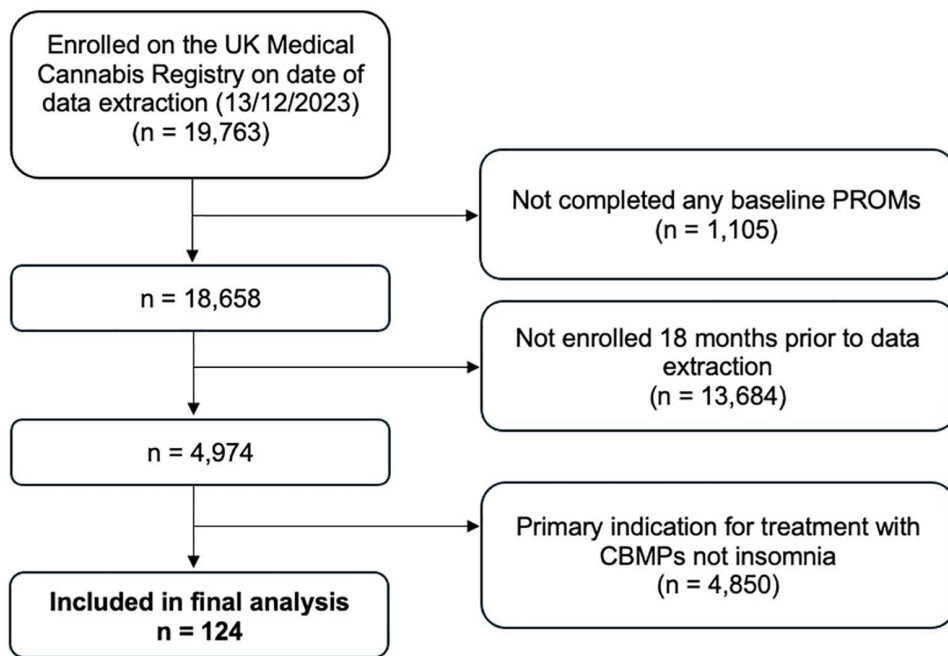 Enrolled on the UK Medical
Cannabis Registry on date of
data extraction (13/12/2023)
(n = 19,763)
Not completed any baseline PROMs
(n = 1,105)
n = 18,658
Not enrolled 18 months prior to data
extraction
(n = 13,684)
n = 4,974
Primary indication for treatment with
CBMPs not insomnia
(n = 4,850)
Included in final analysis
n = 124